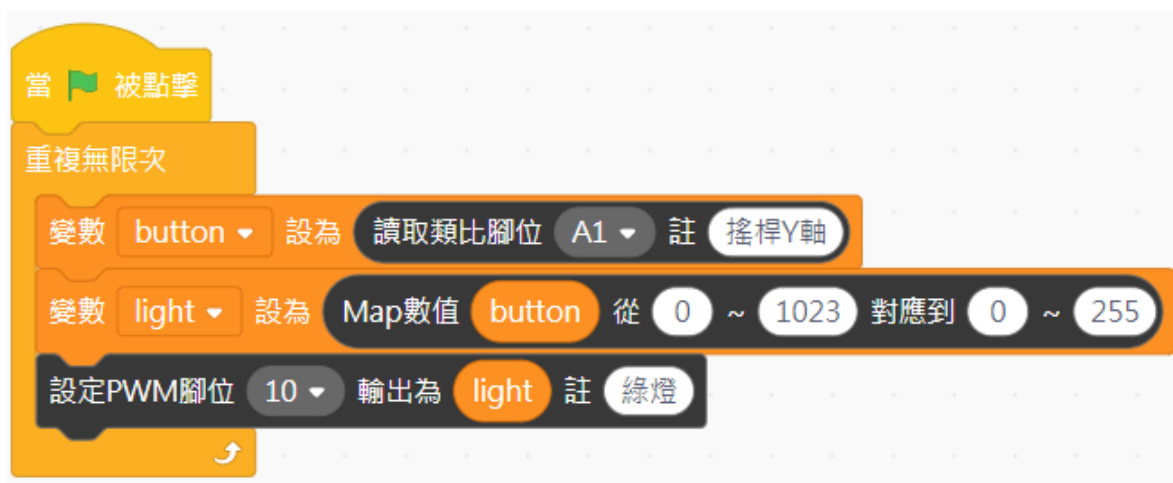 當 被點擊
重複無限次
變數 button 設為 讀取類比腳位 A1 註 搖桿Y軸
變數 light 設為 Map數值 button 從 0 ~ 1023 對應到 0 ~ 255
設定PWM腳位 10 輸出為 light 註 綠燈